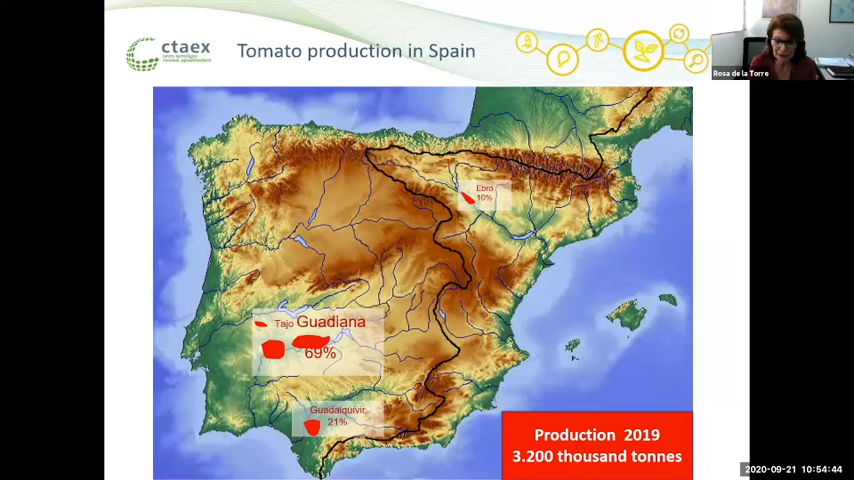 ctaex
Tomato production in Spain
Rosa de la Torre
Ebro
10%
Tajo Guadiana
69%
Guadalquivir
21%
Production 2019
3.200 thousand tonnes
2020-09-21 10:54:44